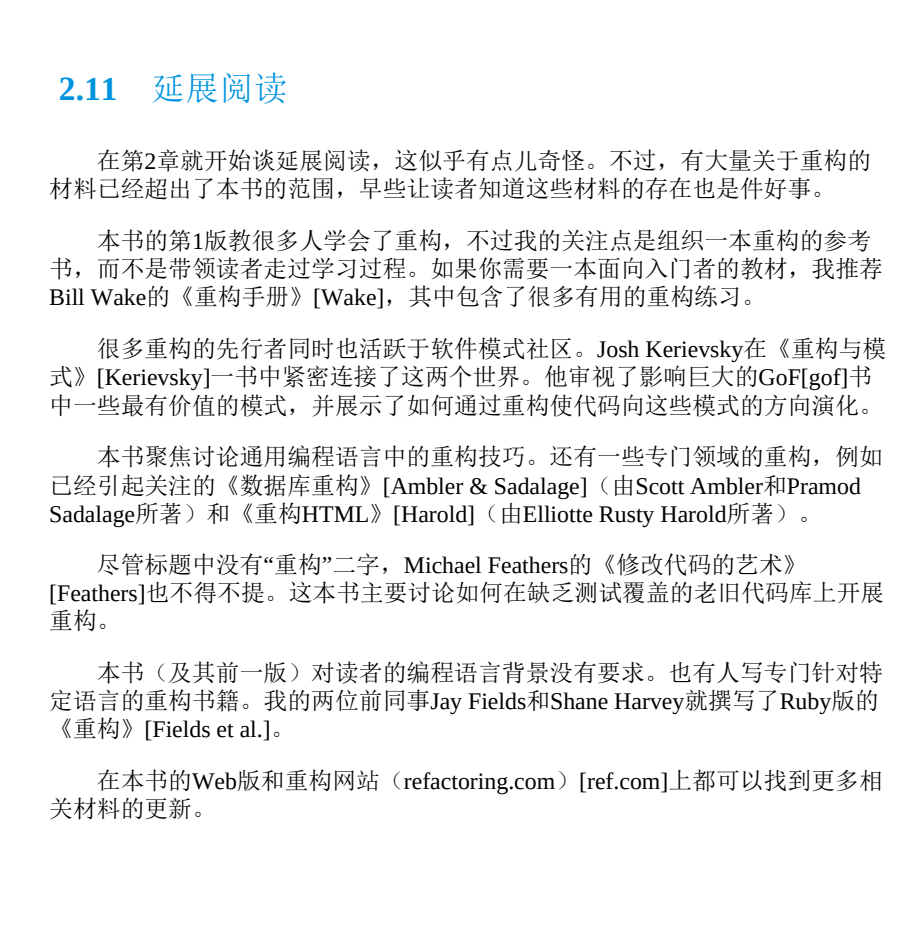 2.11 延展阅读
在第2章就开始谈延展阅读，这似乎有点儿奇怪。不过，有大量关于重构的
材料已经超出了本书的范围，早些让读者知道这些材料的存在也是件好事。
本书的第1版教很多人学会了重构，不过我的关注点是组织一本重构的参考
书，而不是带领读者走过学习过程。如果你需要一本面向入门者的教材，我推荐
Bill Wake的《重构手册》[Wake]，其中包含了很多有用的重构练习。
很多重构的先行者同时也活跃于软件模式社区。Josh Kerievsky在《重构与模
式》[Kerievsky]一书中紧密连接了这两个世界。他审视了影响巨大的GoF[gof]书
中一些最有价值的模式，并展示了如何通过重构使代码向这些模式的方向演化。
本书聚焦讨论通用编程语言中的重构技巧。还有一些专门领域的重构，例如
已经引起关注的《数据库重构》[Ambler & Sadalage]（由Scott Ambler和Pramod
Sadalage所著）和《重构HTML》[Harold]（由Elliotte Rusty Harold所著）。
尽管标题中没有“重构”二字，Michael Feathers的《修改代码的艺术》
[Feathers]也不得不提。这本书主要讨论如何在缺乏测试覆盖的老旧代码库上开展
重构。
本书（及其前一版）对读者的编程语言背景没有要求。也有人写专门针对特
定语言的重构书籍。我的两位前同事Jay Fields和Shane Harvey就撰写了Ruby版的
《重构》[Fields et al.]。
在本书的Web版和重构网站（refactoring.com）[ref.com]上都可以找到更多相
关材料的更新。